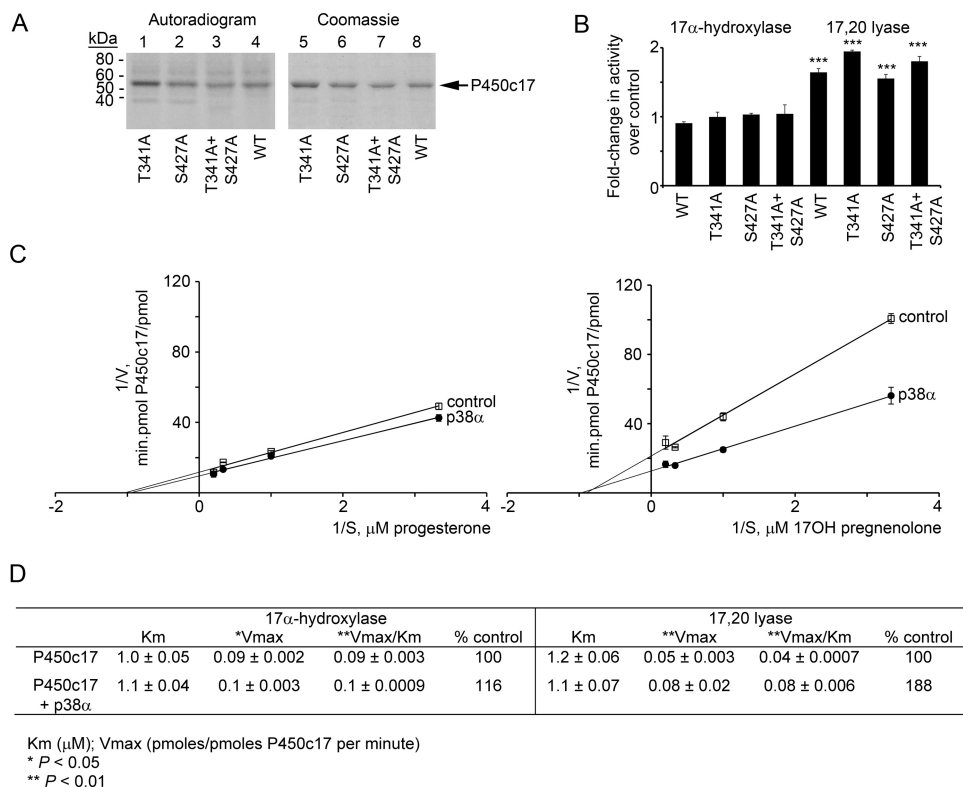 A
Autoradiogram
Coomassie
kDa
1 2 3 4
5 6 7 8
80
60
50
40
P450c17
T341A
S427A
T341A+
S427A
WT
T341A
S427A
T341A+
S427A
WT
B
17α-hydroxylase
17,20 lyase
Fold-change in activity
over control
2
1
0
*** *** *** ***
WT
T341A
S427A
T341A+
S427A
WT
T341A
S427A
T341A+
S427A
C
1/V,
min.pmol P450c17/pmol
120
80
40
control
p38α
-2 0 2 4
1/S, μM progesterone
1/V,
min.pmol P450c17/pmol
120
80
40
control
p38α
-2 0 2 4
1/S, μM 17OH pregnenolone
D
17α-hydroxylase 17,20 lyase
Km *Vmax **Vmax/Km % control Km **Vmax **Vmax/Km % control
P450c17 1.0 ± 0.05 0.09 ± 0.002 0.09 ± 0.003 100 1.2 ± 0.06 0.05 ± 0.003 0.04 ± 0.0007 100
P450c17 1.1 ± 0.04 0.1 ± 0.003 0.1 ± 0.0009 116 1.1 ± 0.07 0.08 ± 0.02 0.08 ± 0.006 188
+ p38α
Km (μM); Vmax (pmoles/pmoles P450c17 per minute)
* P < 0.05
** P < 0.01